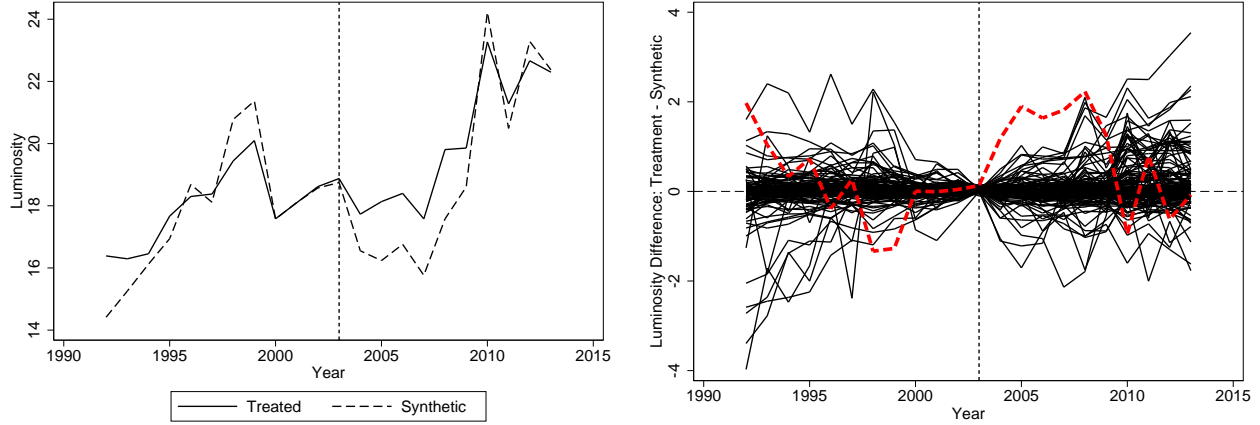 Luminosity
24
22
20
18
16
14
1990 1995 2000 2005 2010 2015
Year
Treated Synthetic
Luminosity Difference: Treatment - Synthetic
4
2
0
-2
-4
1990 1995 2000 2005 2010 2015
Year